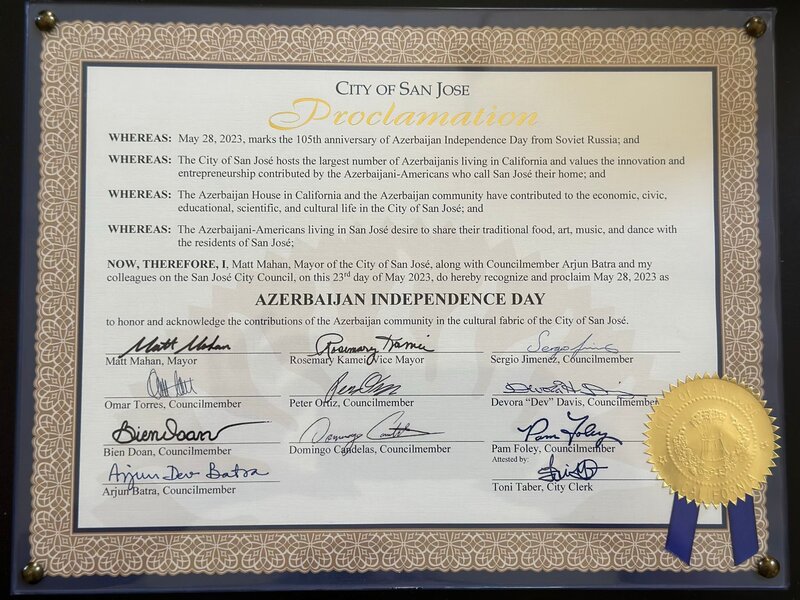 CITY OF SAN JOSE
Proclamation
WHEREAS: May 28, 2023, marks the 105th anniversary of Azerbaijan Independence Day from Soviet Russia; and
WHEREAS: The City of San José hosts the largest number of Azerbaijanis living in California and values the innovation and
entrepreneurship contributed by the Azerbaijani-Americans who call San José their home; and
WHEREAS: The Azerbaijan House in California and the Azerbaijan community have contributed to the economic, civic,
educational, scientific, and cultural life in the City of San José; and
WHEREAS: The Azerbaijani-Americans living in San José desire to share their traditional food, art, music, and dance with
the residents of San José;
NOW, THEREFORE, I, Matt Mahan, Mayor of the City of San José, along with Councilmember Arjun Batra and my
colleagues on the San José City Council, on this 23rd day of May 2023, do hereby recognize and proclaim May 28, 2023 as
AZERBAIJAN INDEPENDENCE DAY
to honor and acknowledge the contributions of the Azerbaijan community in the cultural fabric of the City of San José.
Matt Mahan Rosemary Kamei
Matt Mahan, Mayor Rosemary Kamei Vice Mayor Sergio Jimenez, Councilmember
Omar Torres, Councilmember Peter Ortiz, Councilmember Devora "Dev" Davis, Councilmember
Bien Doan Pam Foley
Bien Doan, Councilmember Domingo Candelas, Councilmember Pam Foley, Councilmember
Attested by:
Arjun Dev Batra
Arjun Batra, Councilmember Toni Taber, City Clerk